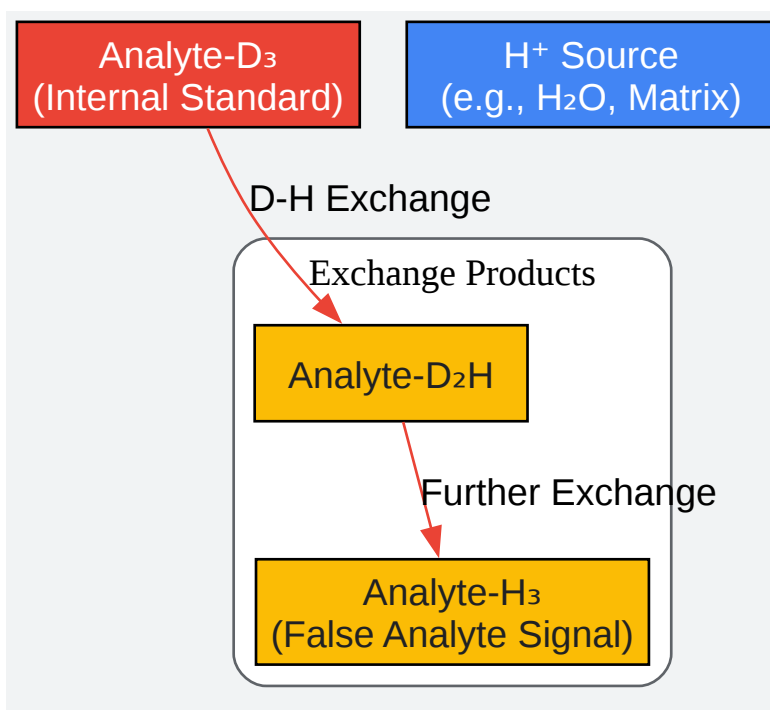 Analyte-D₃
(Internal Standard)
H⁺ Source
(e.g., H₂O, Matrix)
D-H Exchange
Exchange Products
Analyte-D₂H
Further Exchange
Analyte-H₃
(False Analyte Signal)